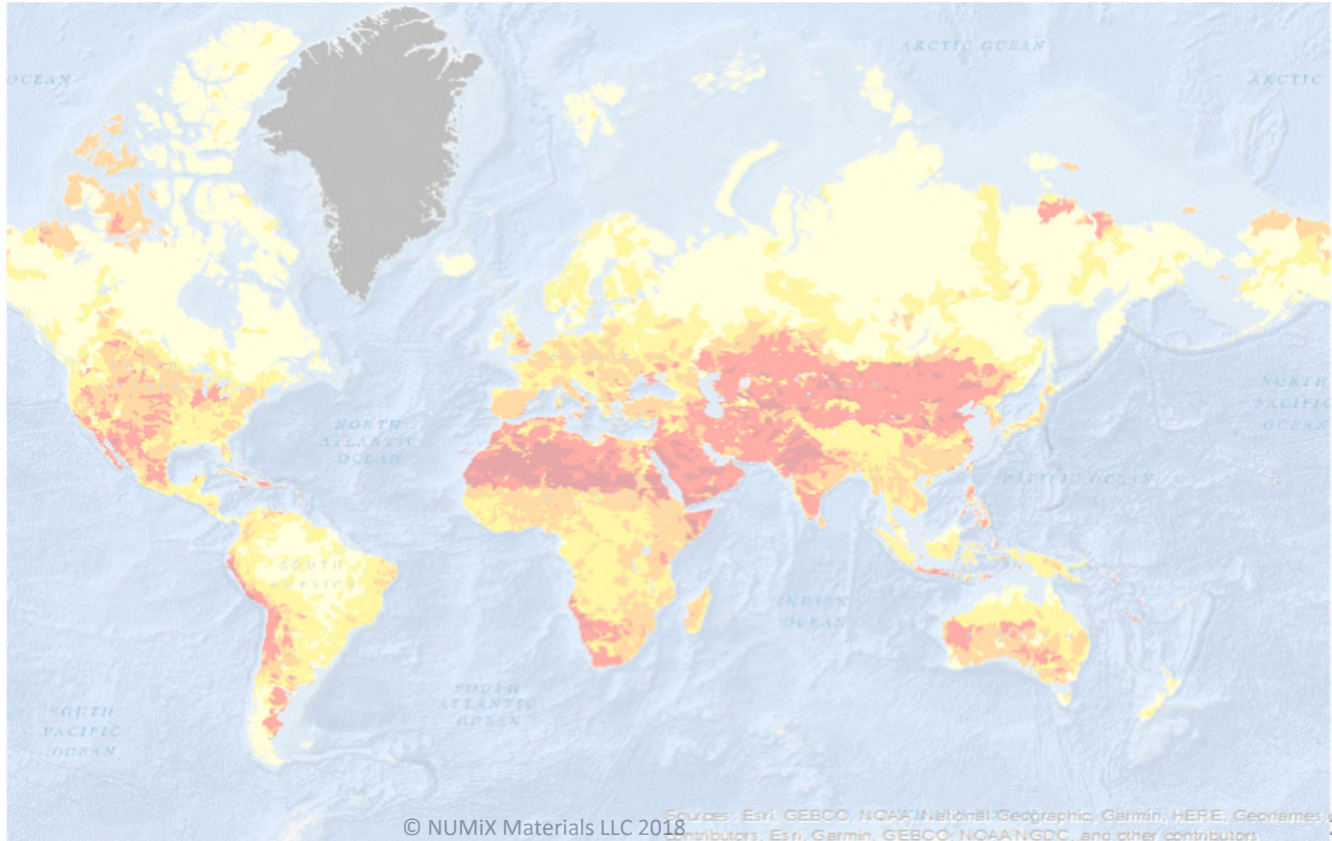 ARCTIC OCEAN
OCEAN
ARCTIC
NORTH
ATLANTIC
OCEAN
NORTH
PACIFIC
OCEAN
PACIFIC OCEAN
SOUTH
AMERICA
INDIAN
OCEAN
SOUTH
ATLANTIC
OCEAN
SOUTH
PACIFIC
OCEAN
© NUMiX Materials LLC 2018
Sources: Esri, GEBCO, NOAA, National Geographic, Garmin, HERE, Geonames
contributors, Esri, Garmin, GEBCO, NOAA NGDC, and other contributors